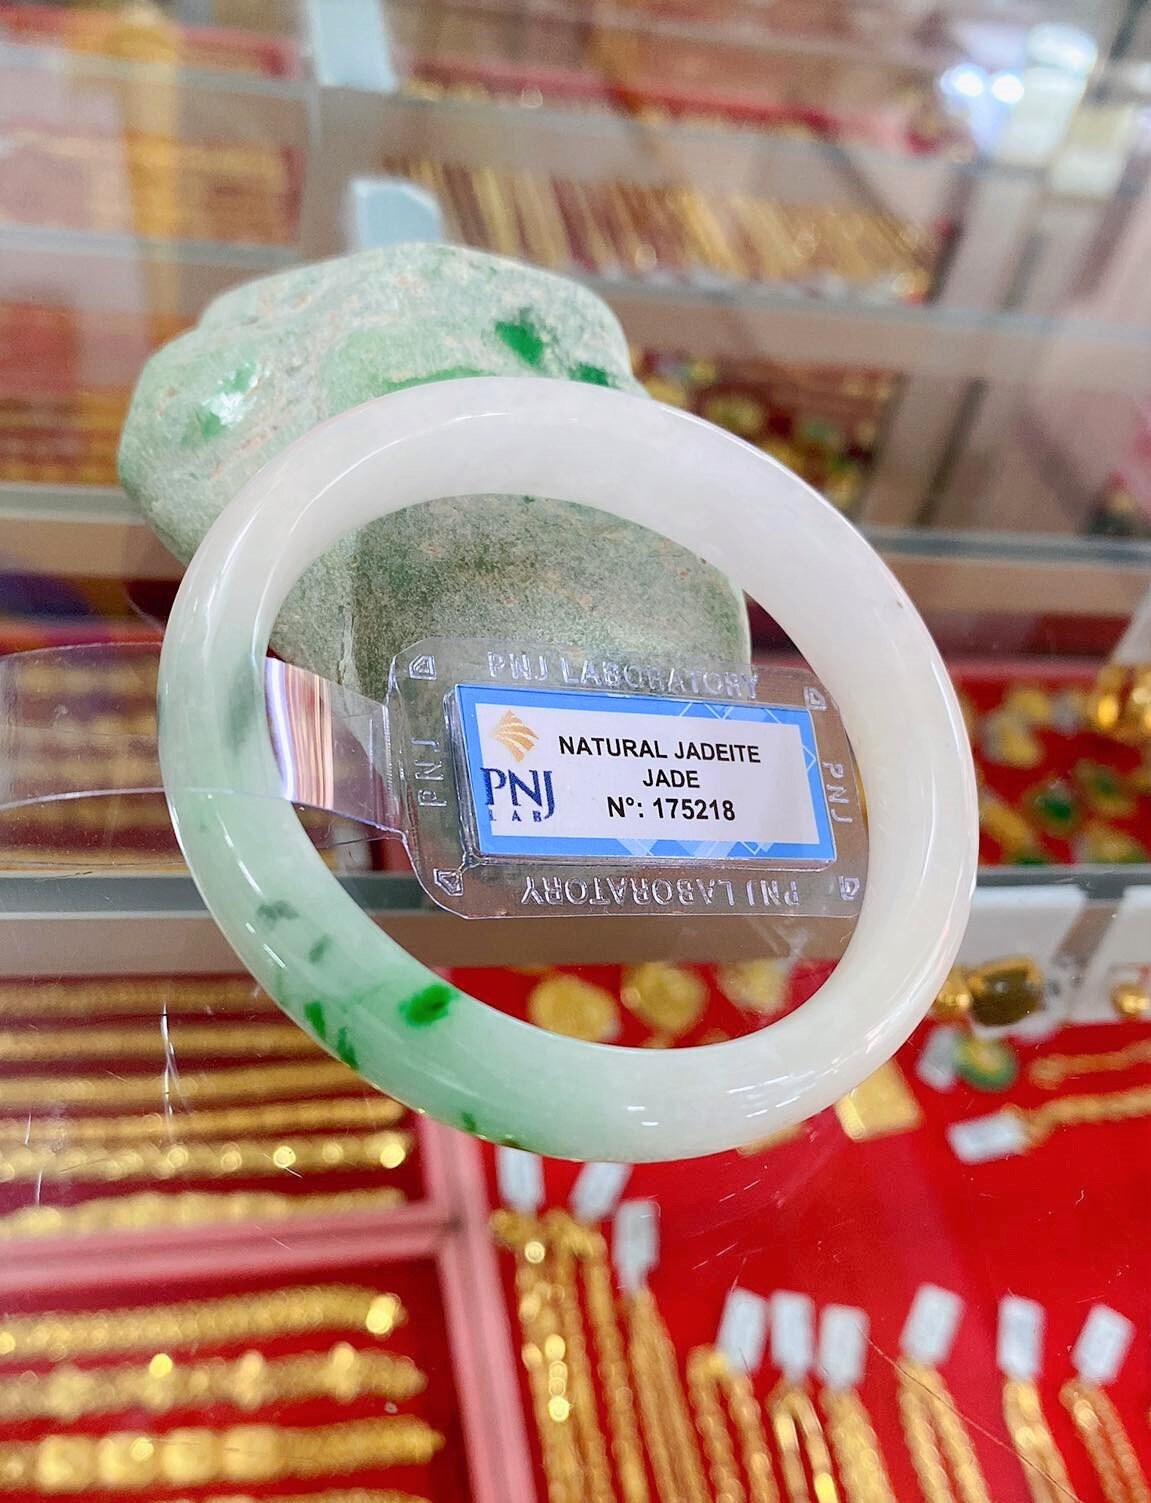 PNJ LABORATORY
PNJ
NATURAL JADEITE
JADE
N°: 175218
PNJ
LAB
PNJ
PNJ LABORATORY